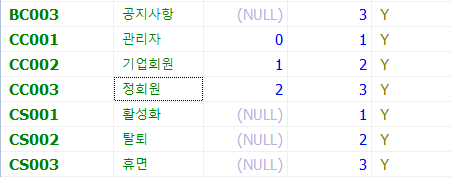 BC003 공지사항 (NULL) 3 Y
CC001 관리자 0 1 Y
CC002 기업회원 1 2 Y
CC003 정회원 2 3 Y
CS001 활성화 (NULL) 1 Y
CS002 탈퇴 (NULL) 2 Y
CS003 휴면 (NULL) 3 Y